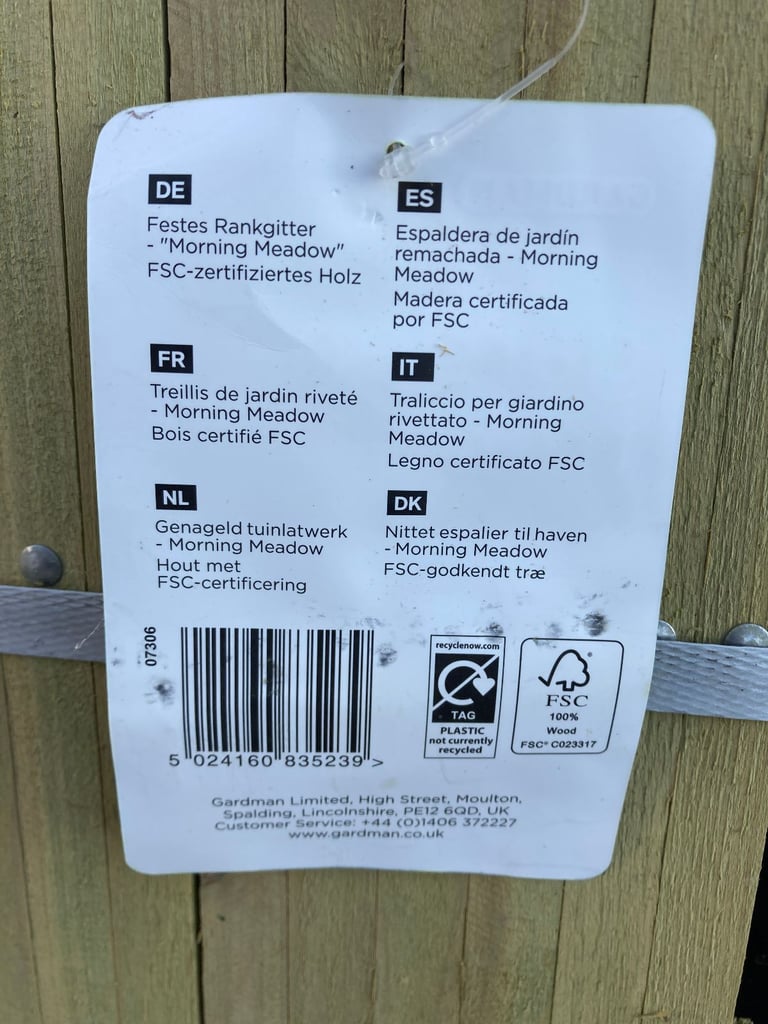 DE
Festes Rankgitter
- "Morning Meadow"
FSC-zertifiziertes Holz
ES
Espaldera de jardín
remachada - Morning
Meadow
Madera certificada
por FSC
FR
Treillis de jardin riveté
- Morning Meadow
Bois certifié FSC
IT
Traliccio per giardino
rivettato - Morning
Meadow
Legno certificato FSC
NL
Genageld tuinlatwerk
- Morning Meadow
Hout met
FSC-certificering
DK
Nittet espalier til haven
- Morning Meadow
FSC-godkendt træ
07306
5 024160 835239 >
recyclenow.com
TAG
PLASTIC
not currently
recycled
FSC
100%
Wood
FSC® C023317
Gardman Limited, High Street, Moulton,
Spalding, Lincolnshire, PE12 6QD, UK
Customer Service: +44 (0)1406 372227
www.gardman.co.uk